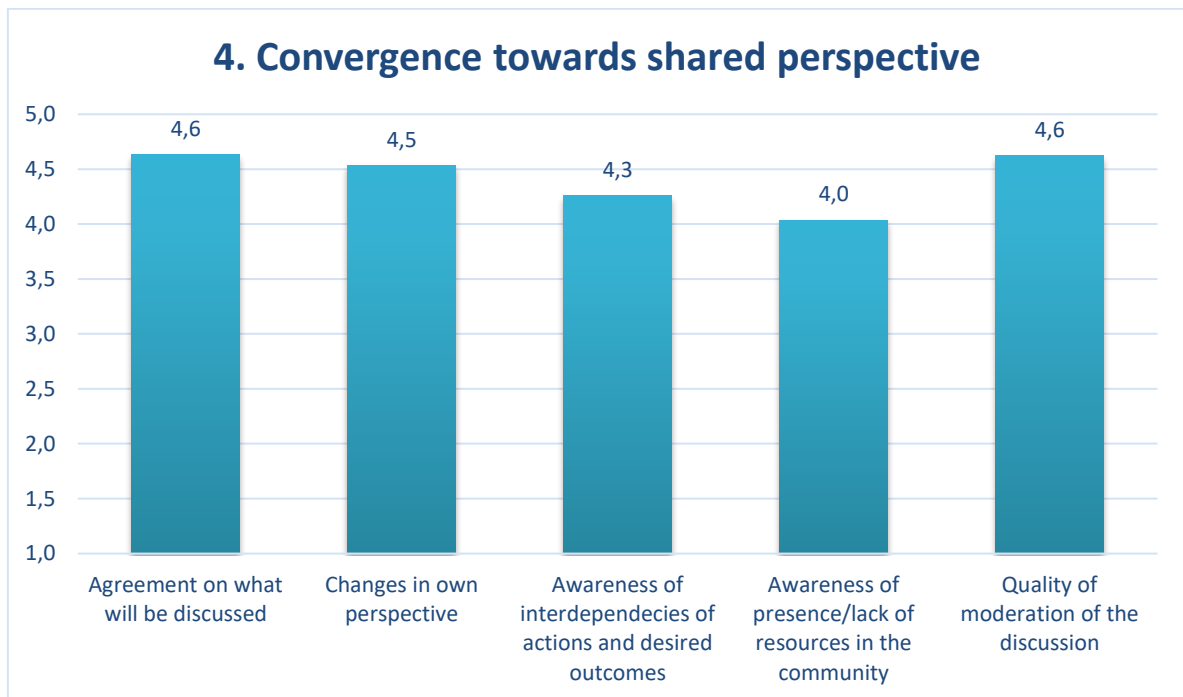 4. Convergence towards shared perspective
5,0
4,5
4,0
3,5
3,0
2,5
2,0
1,5
1,0
4,6
4,5
4,3
4,0
4,6
Agreement on what
will be discussed
Changes in own
perspective
Awareness of
interdependecies of
actions and desired
outcomes
Awareness of
presence/lack of
resources in the
community
Quality of
moderation of the
discussion